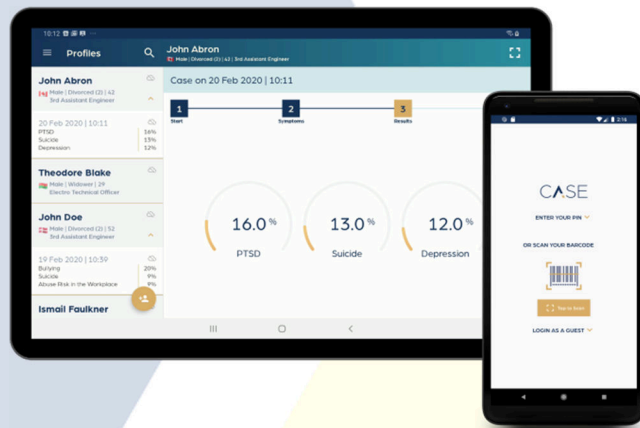 10:12
Profiles
John Abron
Male | Divorced (2) | 42
3rd Assistant Engineer
20 Feb 2020 | 10:11
PTSD 16%
Suicide 13%
Depression 12%
Theodore Blake
Male | Widower | 29
Electro Technical Officer
John Doe
Male | Divorced (2) | 52
3rd Assistant Engineer
19 Feb 2020 | 10:39
Bullying 20%
Suicide 9%
Abuse Risk in the Workplace 9%
Ismail Faulkner
John Abron
Male | Divorced (2) | 42 | 3rd Assistant Engineer
Case on 20 Feb 2020 | 10:11
1
2
3
Start
Symptoms
Results
16.0 %
13.0 %
12.0 %
PTSD
Suicide
Depression
2:16
CASE
ENTER YOUR PIN
OR SCAN YOUR BARCODE
Tap to Scan
LOGIN AS A GUEST